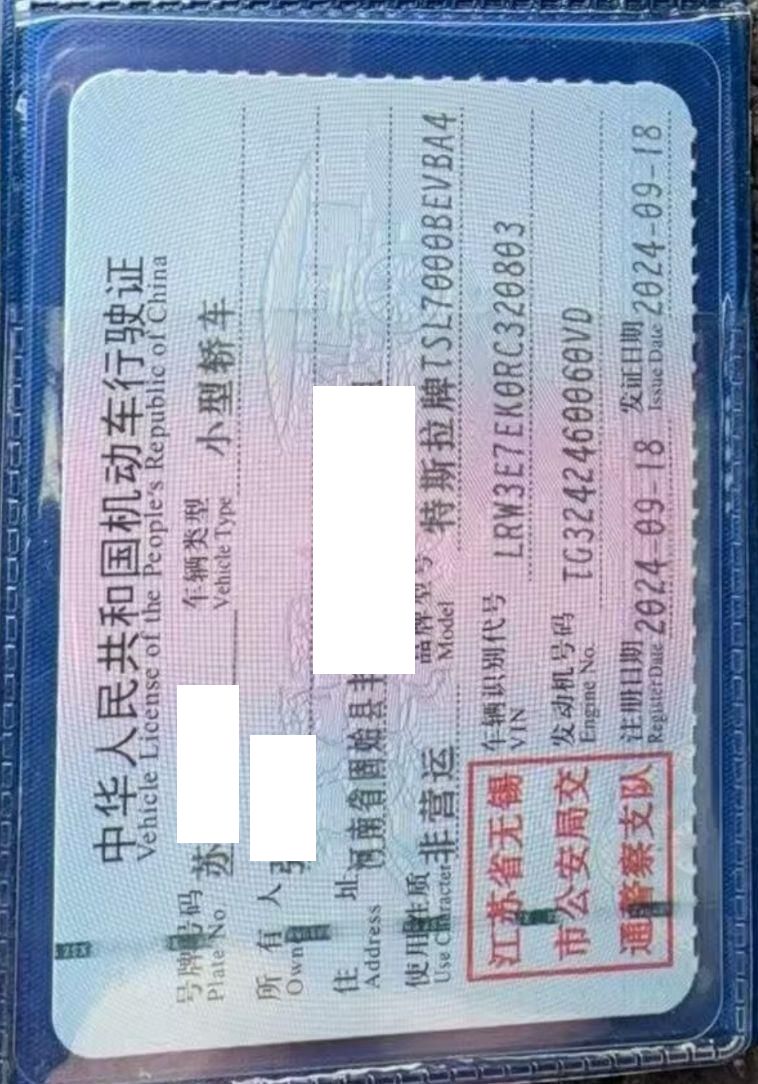 中华人民共和国机动车行驶证
Vehicle License of the People's Republic of China
号牌号码 苏 车辆类型 小型轿车
Plate No. Vehicle Type
所有人
Owner
住址 河南省固始县
Address
使用性质 非营运 品牌型号 特斯拉牌TSL7000BEVBA4
Use Character Model
车辆识别代号 LRW3E7EK0RC320803
VIN
发动机号码 TG3242460060VD
Engine No.
注册日期 2024-09-18 发证日期 2024-09-18
Register Date Issue Date
江苏省无锡
市公安局交
通警察支队